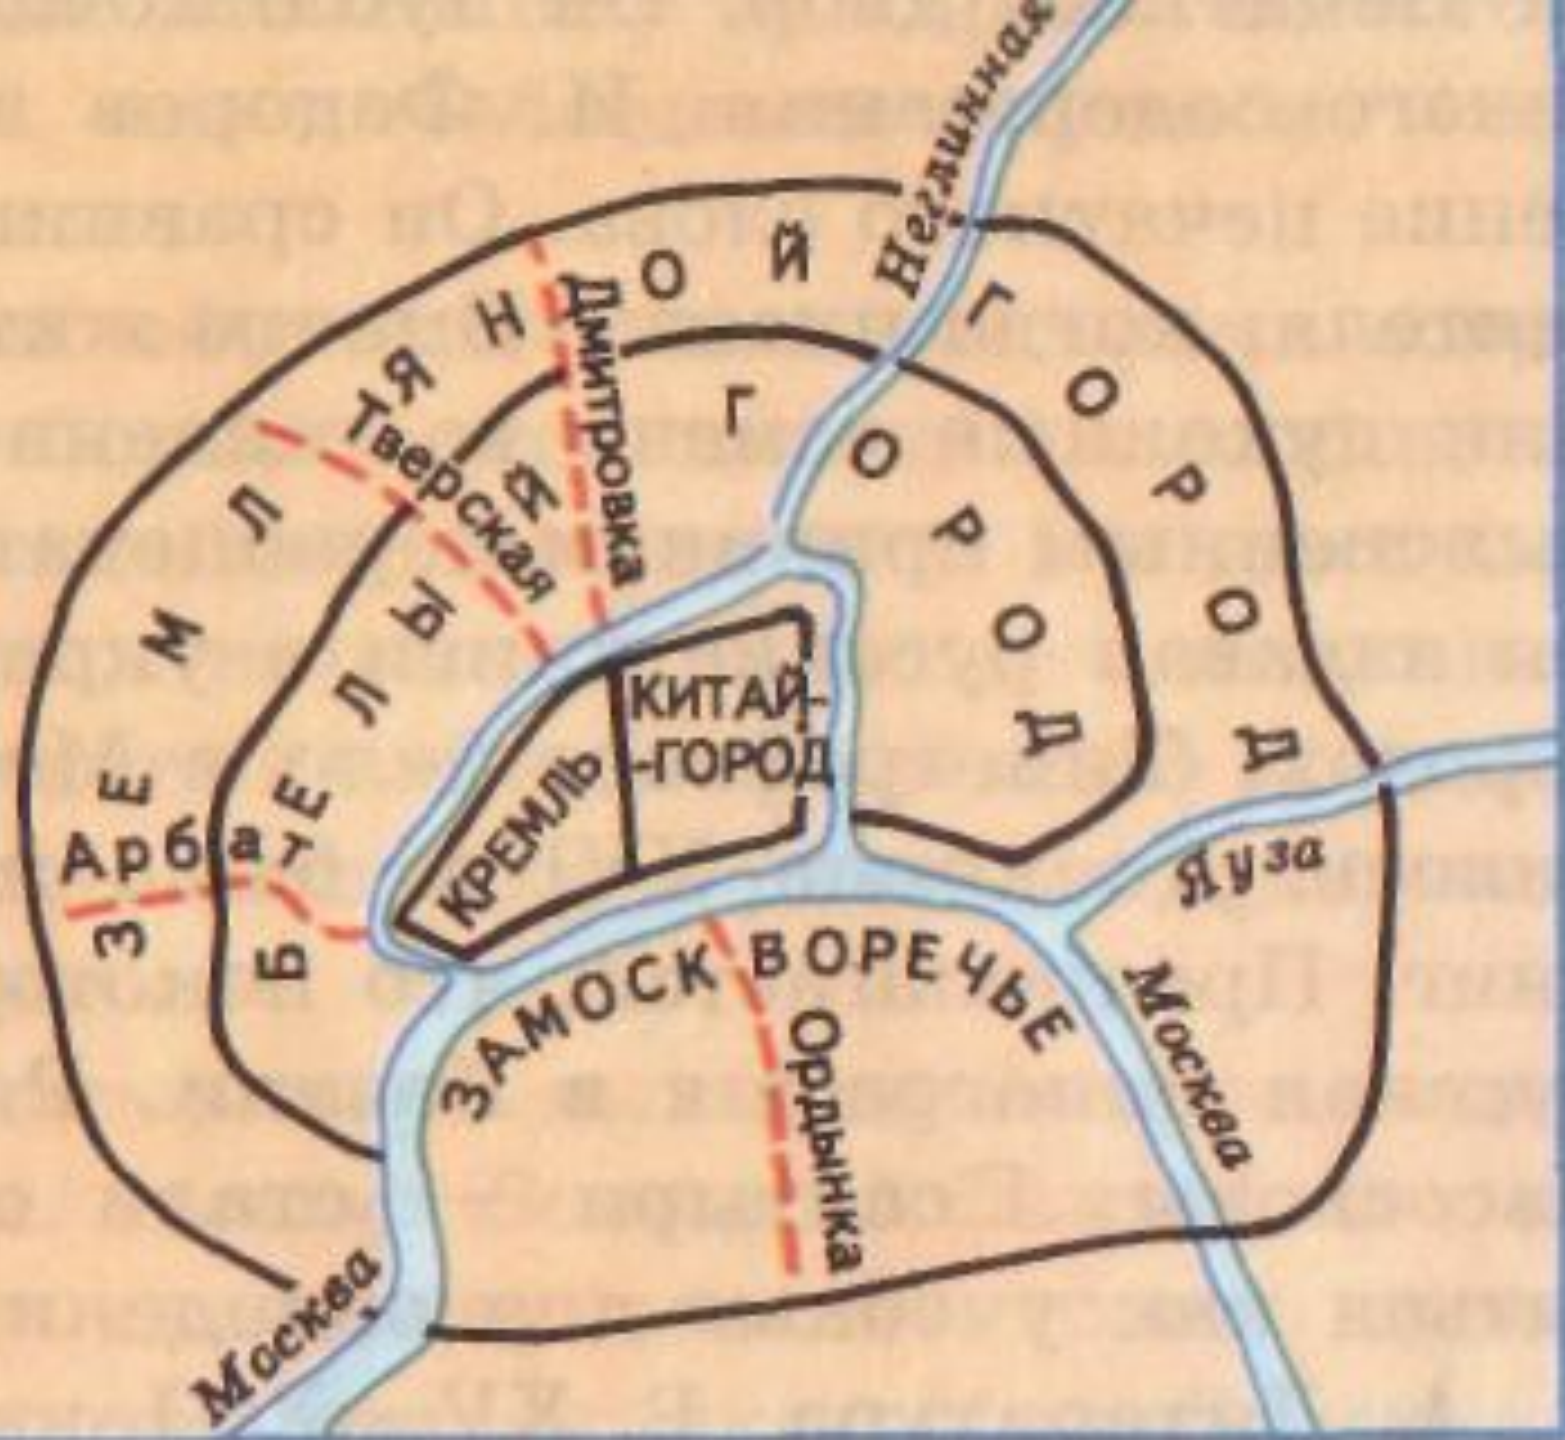 Неглинная
ЗЕМЛЯНОЙ ГОРОД
Дмитровка
Тверская
БЕЛЫЙ ГОРОД
КИТАЙ-
-ГОРОД
КРЕМЛЬ
Арбат
Яуза
ЗАМОСКВОРЕЧЬЕ
Москва
Ордынка
Москва